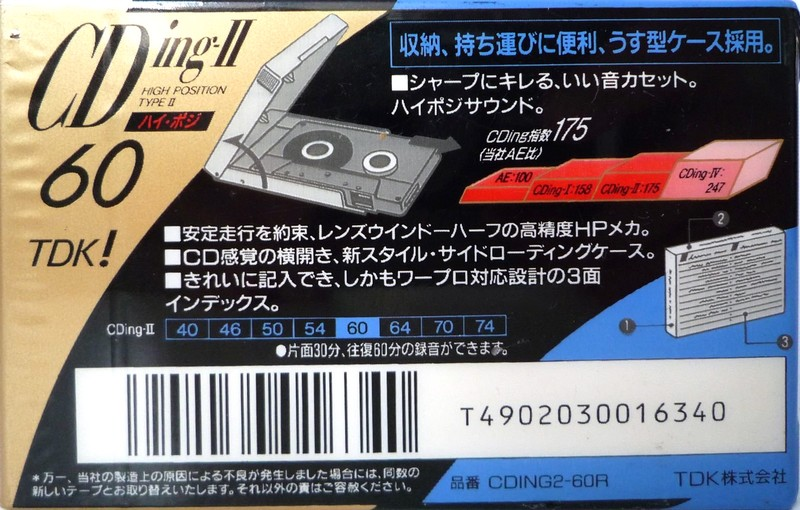 CDing-II
HIGH POSITION
TYPE II
ハイ・ポジ
60
TDK!
収納、持ち運びに便利、うす型ケース採用。
■シャープにキレる、いい音カセット。
ハイポジサウンド。
CDing指数175
(当社AE比)
AE:100
CDing-I:158
CDing-II:175
CDing-IV:
247
■安定走行を約束、レンズウインドーハーフの高精度HPメカ。
■CD感覚の横開き、新スタイル・サイドローディングケース。
■きれいに記入でき、しかもワープロ対応設計の3面
インデックス。
CDing-II 40 46 50 54 60 64 70 74
●片面30分、往復60分の録音ができます。
2
1
3
T4902030016340
*万一、当社の製造上の原因による不良が発生しました場合には、同数の
新しいテープとお取り替えいたします。それ以外の責はご容赦ください。
品番 CDING2-60R TDK株式会社